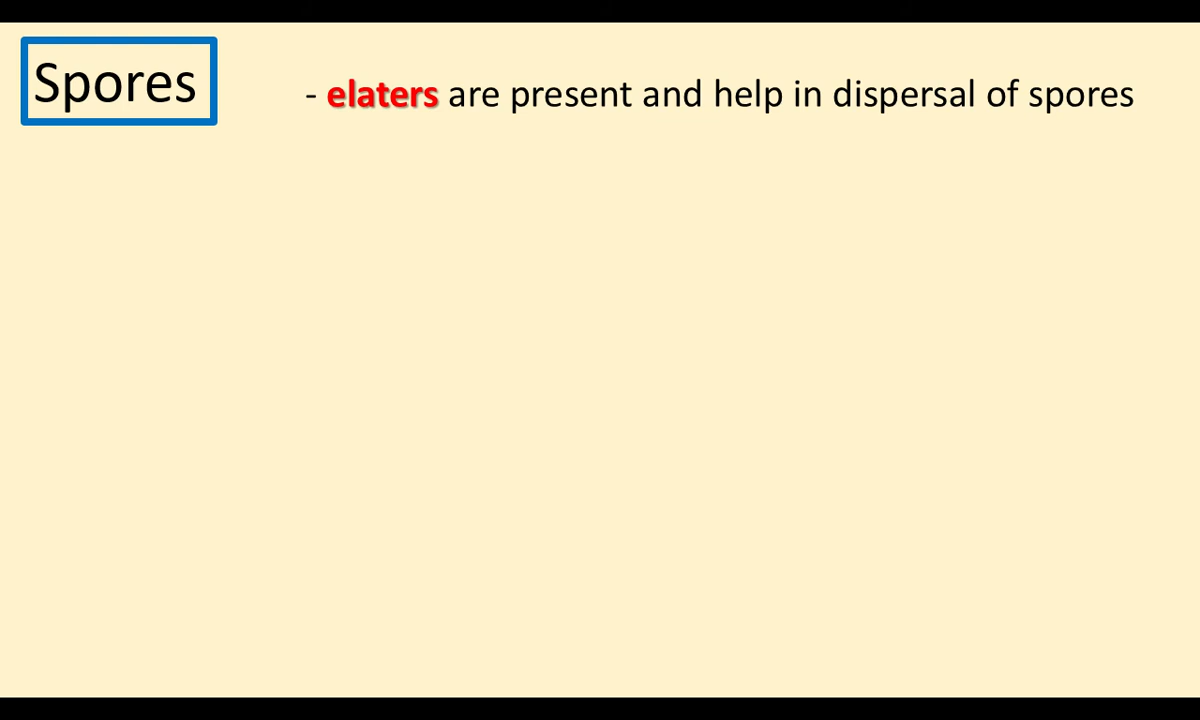 Spores
- elaters are present and help in dispersal of spores